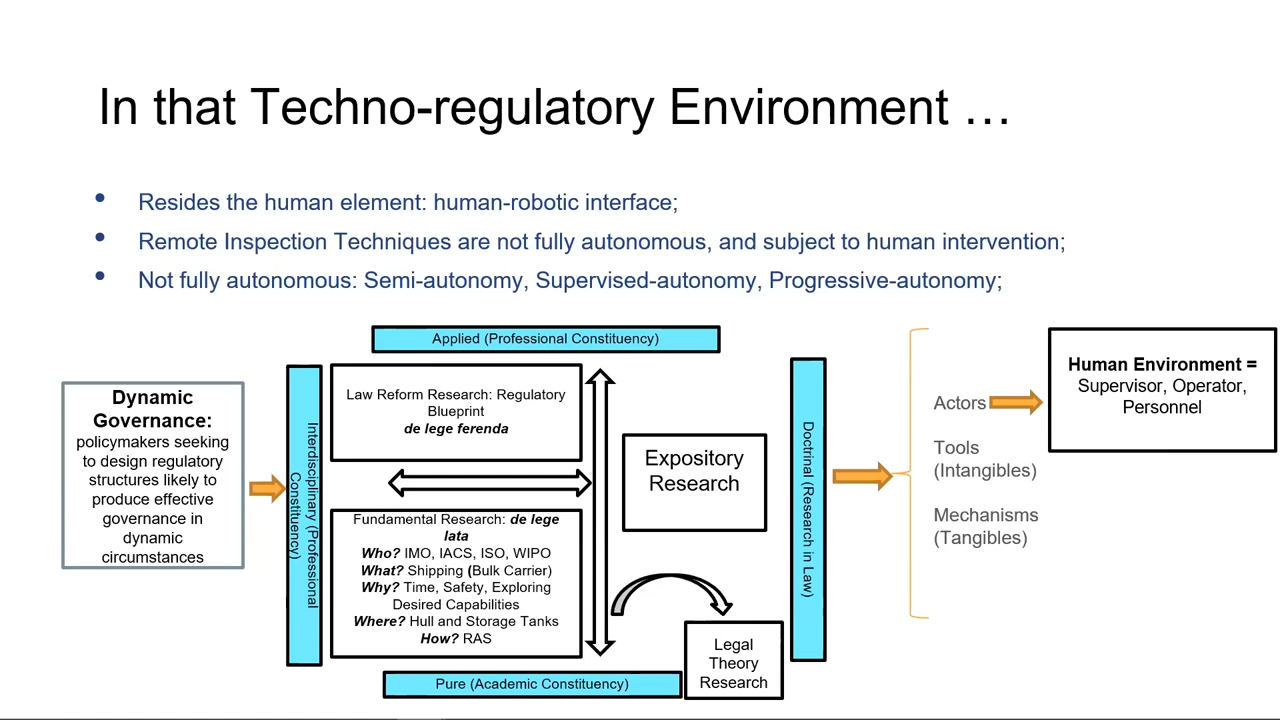 In that Techno-regulatory Environment …
• Resides the human element: human-robotic interface;
• Remote Inspection Techniques are not fully autonomous, and subject to human intervention;
• Not fully autonomous: Semi-autonomy, Supervised-autonomy, Progressive-autonomy;
Applied (Professional Constituency)
Dynamic
Governance:
policymakers seeking
to design regulatory
structures likely to
produce effective
governance in
dynamic
circumstances
Interdisciplinary (Professional
Constituency)
Law Reform Research: Regulatory
Blueprint
de lege ferenda
Fundamental Research: de lege
lata
Who? IMO, IACS, ISO, WIPO
What? Shipping (Bulk Carrier)
Why? Time, Safety, Exploring
Desired Capabilities
Where? Hull and Storage Tanks
How? RAS
Expository
Research
Legal
Theory
Research
Pure (Academic Constituency)
Doctrinal (Research in Law)
Actors
Tools
(Intangibles)
Mechanisms
(Tangibles)
Human Environment =
Supervisor, Operator,
Personnel